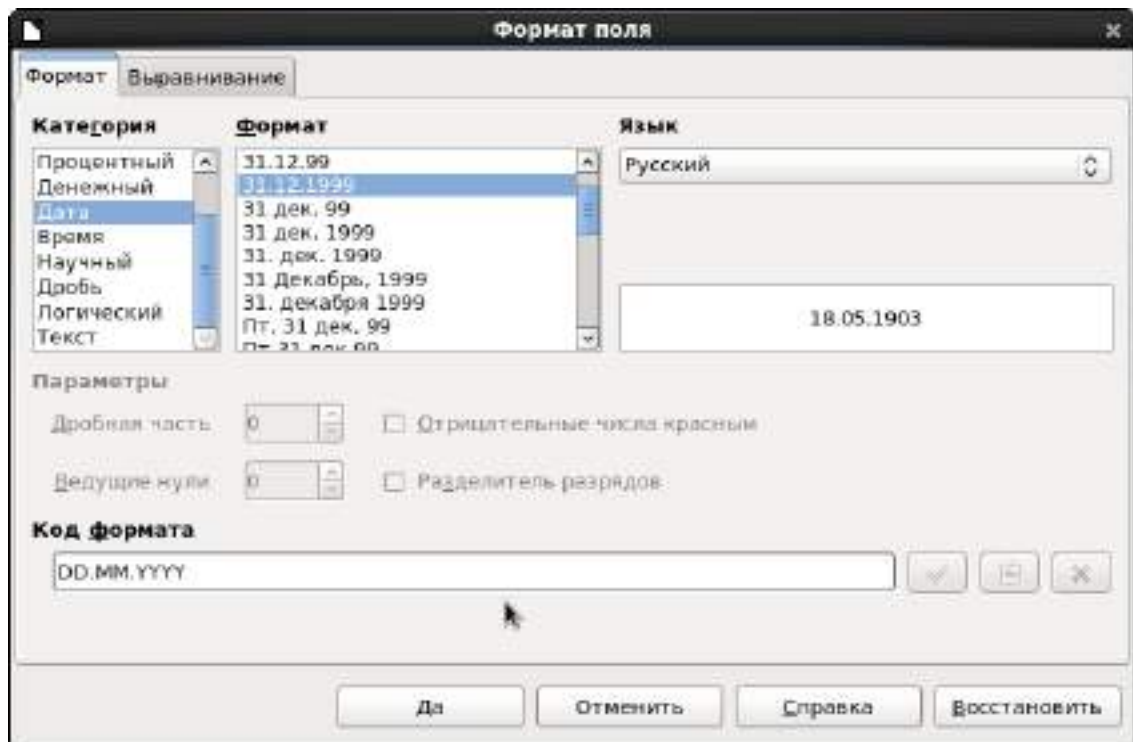 Формат поля
Формат
Выравнивание
Категория
Процентный
Денежный
Дата
Время
Научный
Дробь
Логический
Текст
Формат
31.12.99
31.12.1999
31 дек. 99
31 дек. 1999
31. дек. 1999
31 Декабрь, 1999
31. декабря 1999
Пт, 31 дек. 99
Язык
Русский
18.05.1903
Параметры
Дробная часть 0
Отрицательные числа красным
Ведущие нули 0
Разделитель разрядов
Код формата
DD.MM.YYYY
Да
Отменить
Справка
Восстановить